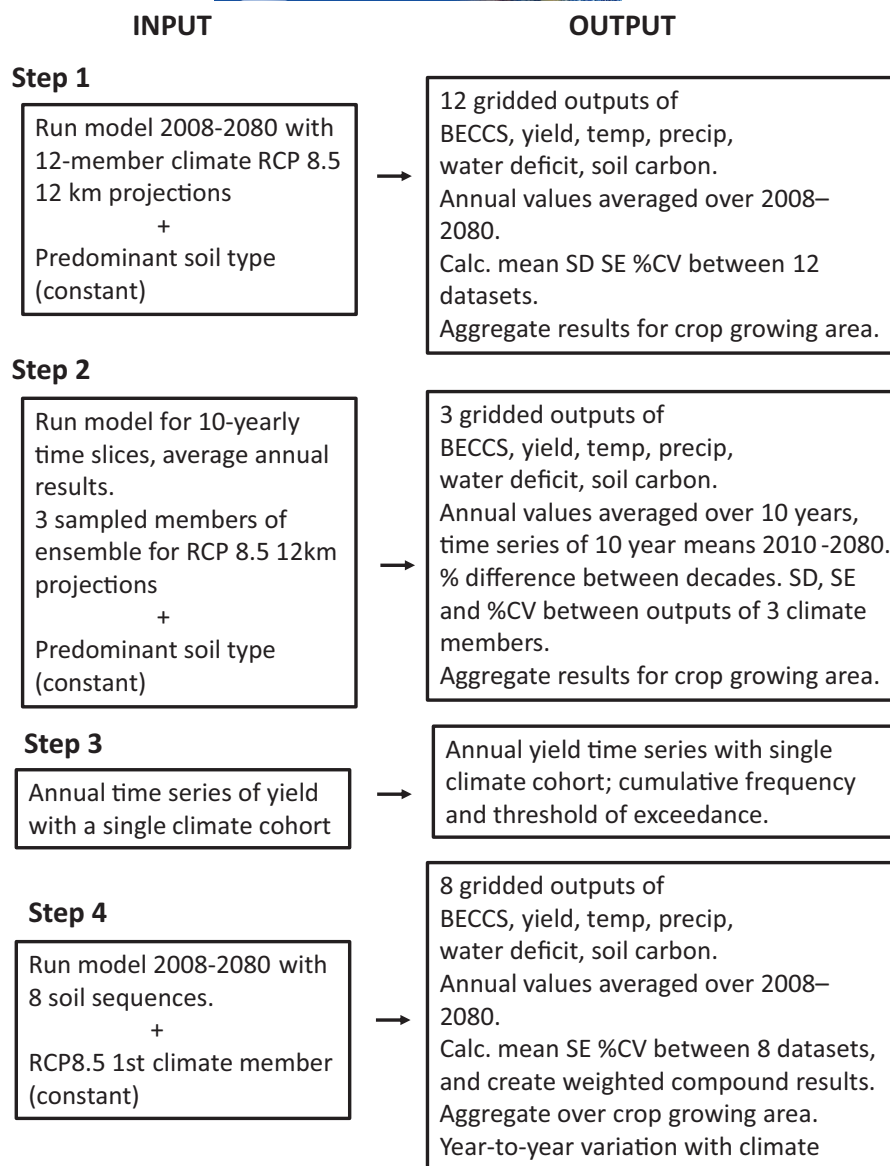 INPUT
OUTPUT
Step 1
Run model 2008-2080 with
12-member climate RCP 8.5
12 km projections
+
Predominant soil type
(constant)
12 gridded outputs of
BECCS, yield, temp, precip,
water deficit, soil carbon.
Annual values averaged over 2008–
2080.
Calc. mean SD SE %CV between 12
datasets.
Aggregate results for crop growing area.
Step 2
Run model for 10-yearly
time slices, average annual
results.
3 sampled members of
ensemble for RCP 8.5 12km
projections
+
Predominant soil type
(constant)
3 gridded outputs of
BECCS, yield, temp, precip,
water deficit, soil carbon.
Annual values averaged over 10 years,
time series of 10 year means 2010 -2080.
% difference between decades. SD, SE
and %CV between outputs of 3 climate
members.
Aggregate results for crop growing area.
Step 3
Annual time series of yield
with a single climate cohort
Annual yield time series with single
climate cohort; cumulative frequency
and threshold of exceedance.
Step 4
Run model 2008-2080 with
8 soil sequences.
+
RCP8.5 1st climate member
(constant)
8 gridded outputs of
BECCS, yield, temp, precip,
water deficit, soil carbon.
Annual values averaged over 2008–
2080.
Calc. mean SE %CV between 8 datasets,
and create weighted compound results.
Aggregate over crop growing area.
Year-to-year variation with climate